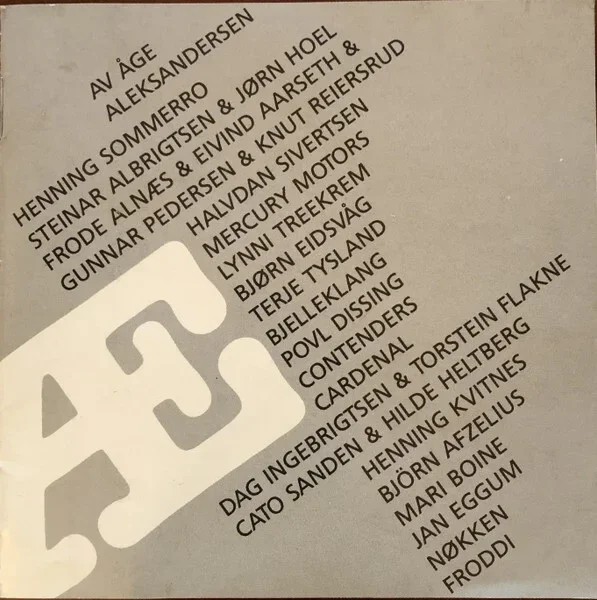 AV ÅGE
ALEKSANDERSEN
HENNING SOMMERRO
STEINAR ALBRIGTSEN & JØRN HOEL
FRODE ALNÆS & EIVIND AARSETH &
GUNNAR PEDERSEN & KNUT REIERSRUD
HALVDAN SIVERTSEN
MERCURY MOTORS
LYNNI TREEKREM
BJØRN EIDSVÅG
TERJE TYSLAND
BJELLEKLANG
POVL DISSING
CONTENDERS
CARDENAL
DAG INGEBRIGTSEN & TORSTEIN FLAKNE
CATO SANDEN & HILDE HELTBERG
HENNING KVITNES
BJÖRN AFZELIUS
MARI BOINE
JAN EGGUM
NØKKEN
FRODDI
Æ